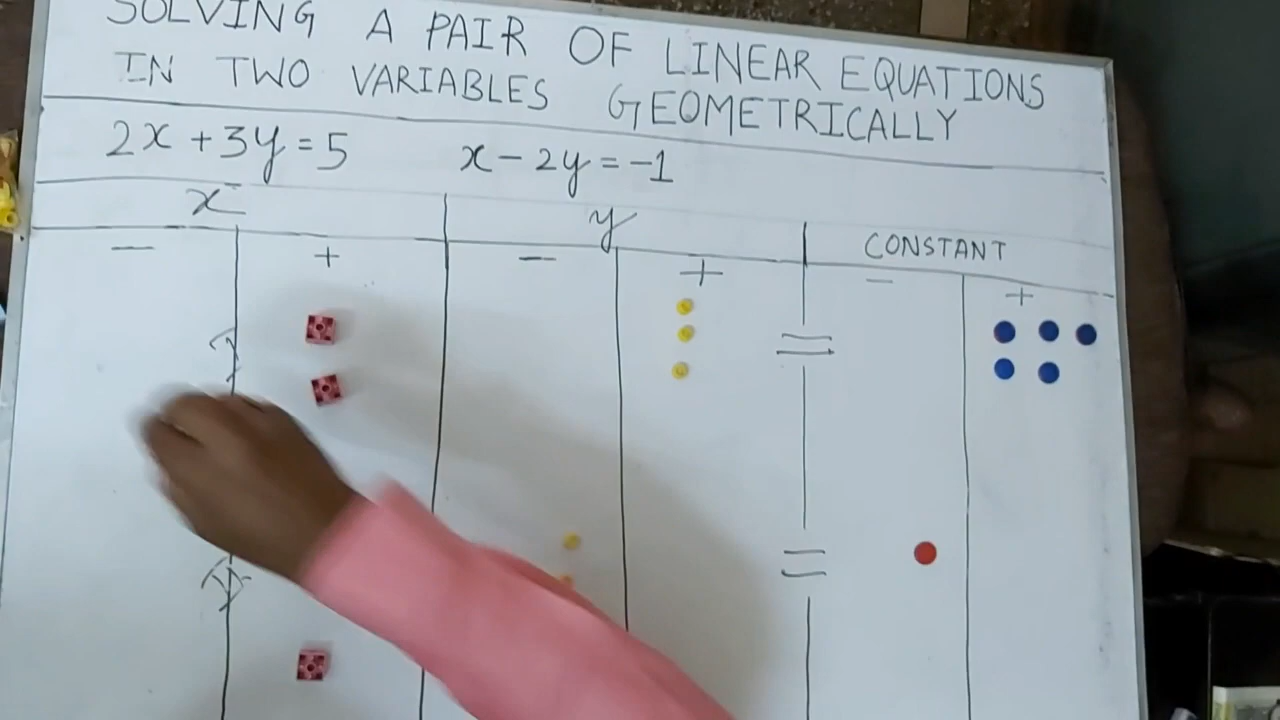 SOLVING A PAIR OF LINEAR EQUATIONS
IN TWO VARIABLES GEOMETRICALLY
2x + 3y = 5 x - 2y = -1
x y CONSTANT
- + - + - +
=
=